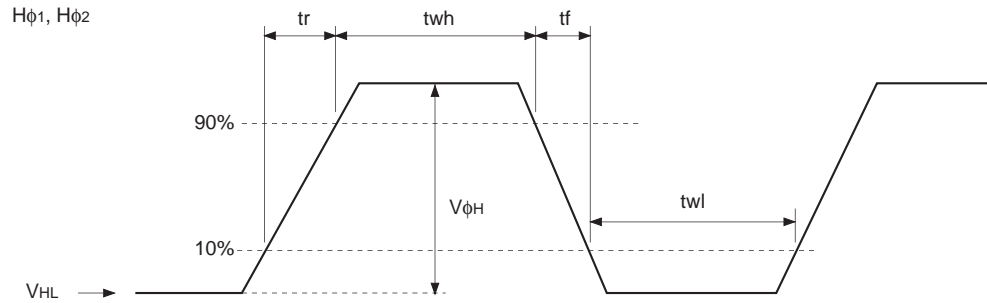 Hϕ1, Hϕ2
tr twh tf
90%
VϕH
twl
10%
VHL